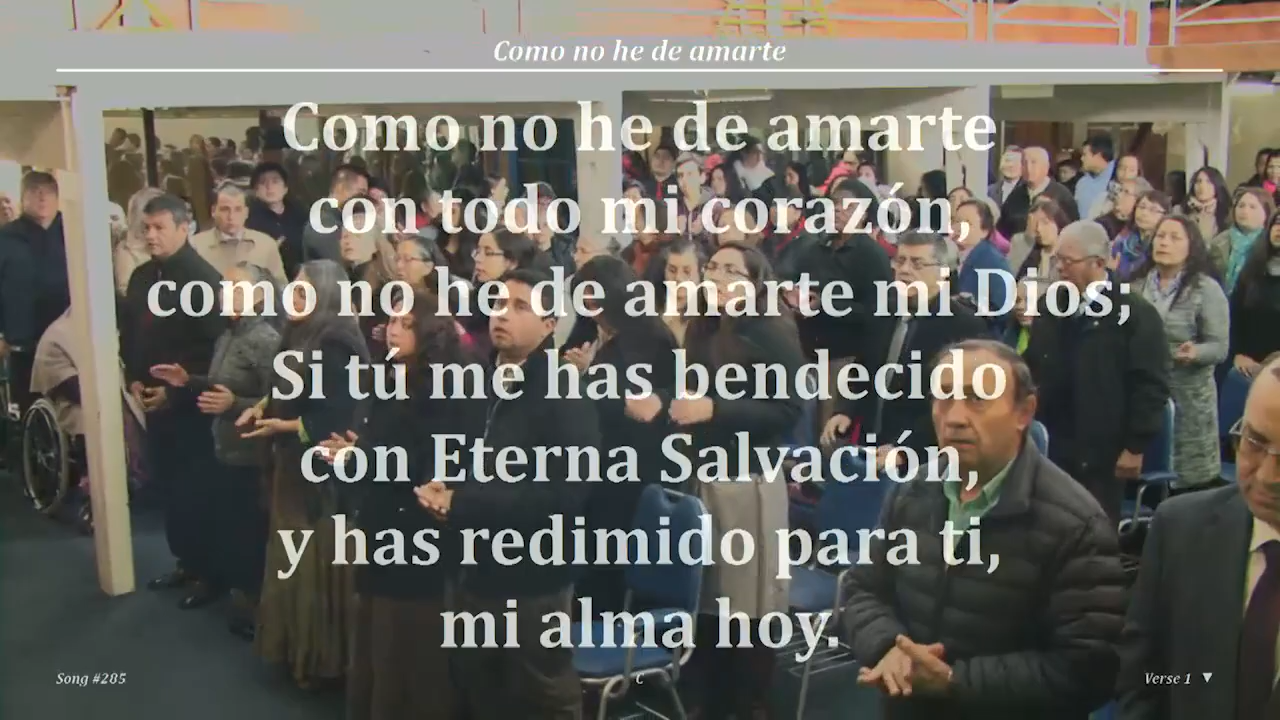 Como no he de amarte
Como no he de amarte
con todo mi corazón,
como no he de amarte mi Dios;
Si tú me has bendecido
con Eterna Salvación,
y has redimido para ti,
mi alma hoy.
Song #285
C
Verse 1 ▼